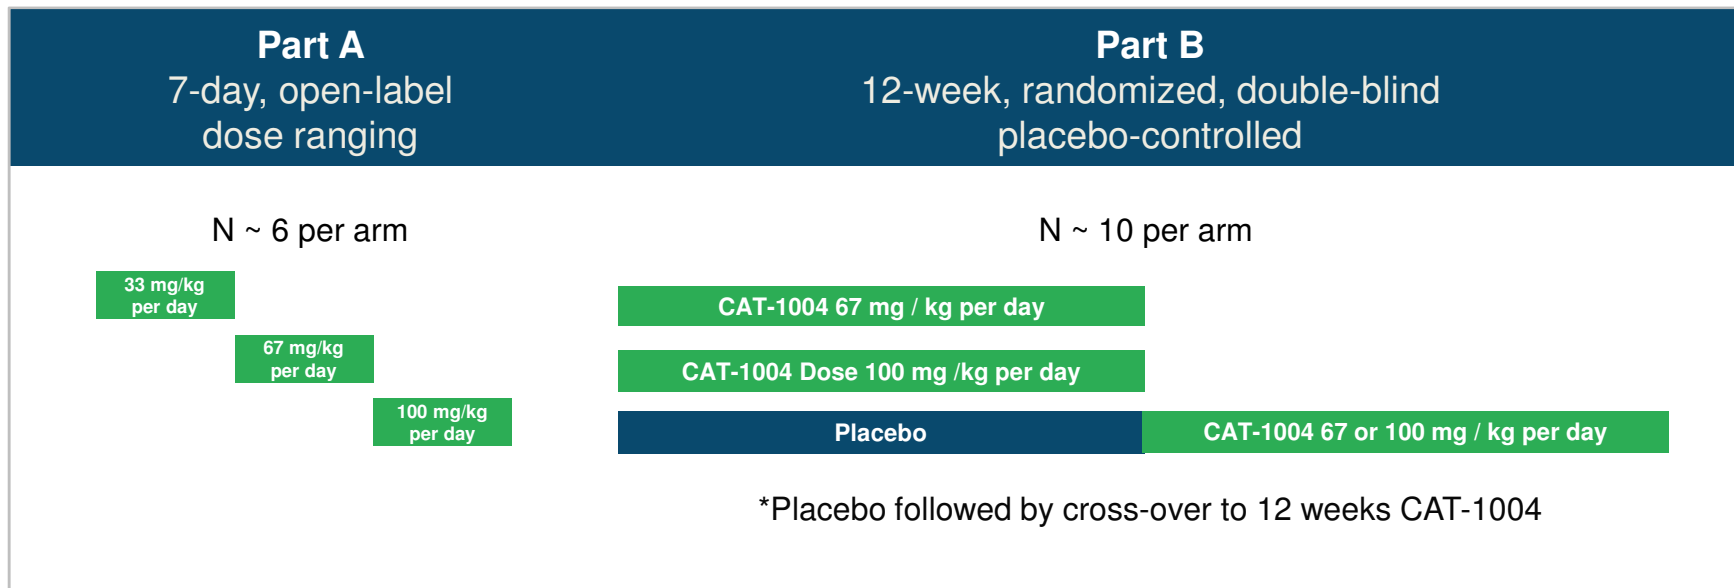 Part A
7-day, open-label
dose ranging
Part B
12-week, randomized, double-blind
placebo-controlled
N ~ 6 per arm
33 mg/kg
per day
67 mg/kg
per day
100 mg/kg
per day
N ~ 10 per arm
CAT-1004 67 mg / kg per day
CAT-1004 Dose 100 mg /kg per day
Placebo
CAT-1004 67 or 100 mg / kg per day
*Placebo followed by cross-over to 12 weeks CAT-1004